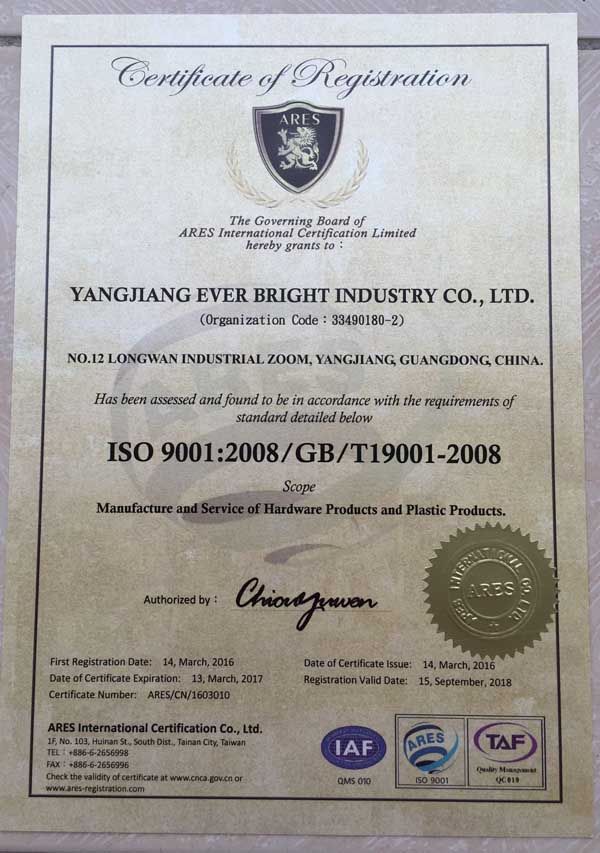 Certificate of Registration
ARES
The Governing Board of
ARES International Certification Limited
hereby grants to :
YANGJIANG EVER BRIGHT INDUSTRY CO., LTD.
(Organization Code : 33490180-2)
NO.12 LONGWAN INDUSTRIAL ZOOM, YANGJIANG, GUANGDONG, CHINA.
Has been assessed and found to be in accordance with the requirements of
standard detailed below
ISO 9001:2008/GB/T19001-2008
Scope
Manufacture and Service of Hardware Products and Plastic Products.
ARES INTERNATIONAL CO. LTD.
ARES
Authorized by :
First Registration Date: 14, March, 2016
Date of Certificate Expiration: 13, March, 2017
Certificate Number: ARES/CN/1603010
Date of Certificate Issue: 14, March, 2016
Registration Valid Date: 15, September, 2018
ARES International Certification Co., Ltd.
1F, No. 103, Huinan St., South Dist., Tainan City, Taiwan
TEL : +886-6-2656998
FAX : +886-6-2656996
Check the validity of certificate at www.cnca.gov.cn or
www.ares-registration.com
IAF
QMS 010
ARES
ISO 9001
TAF
Quality Management
QC019